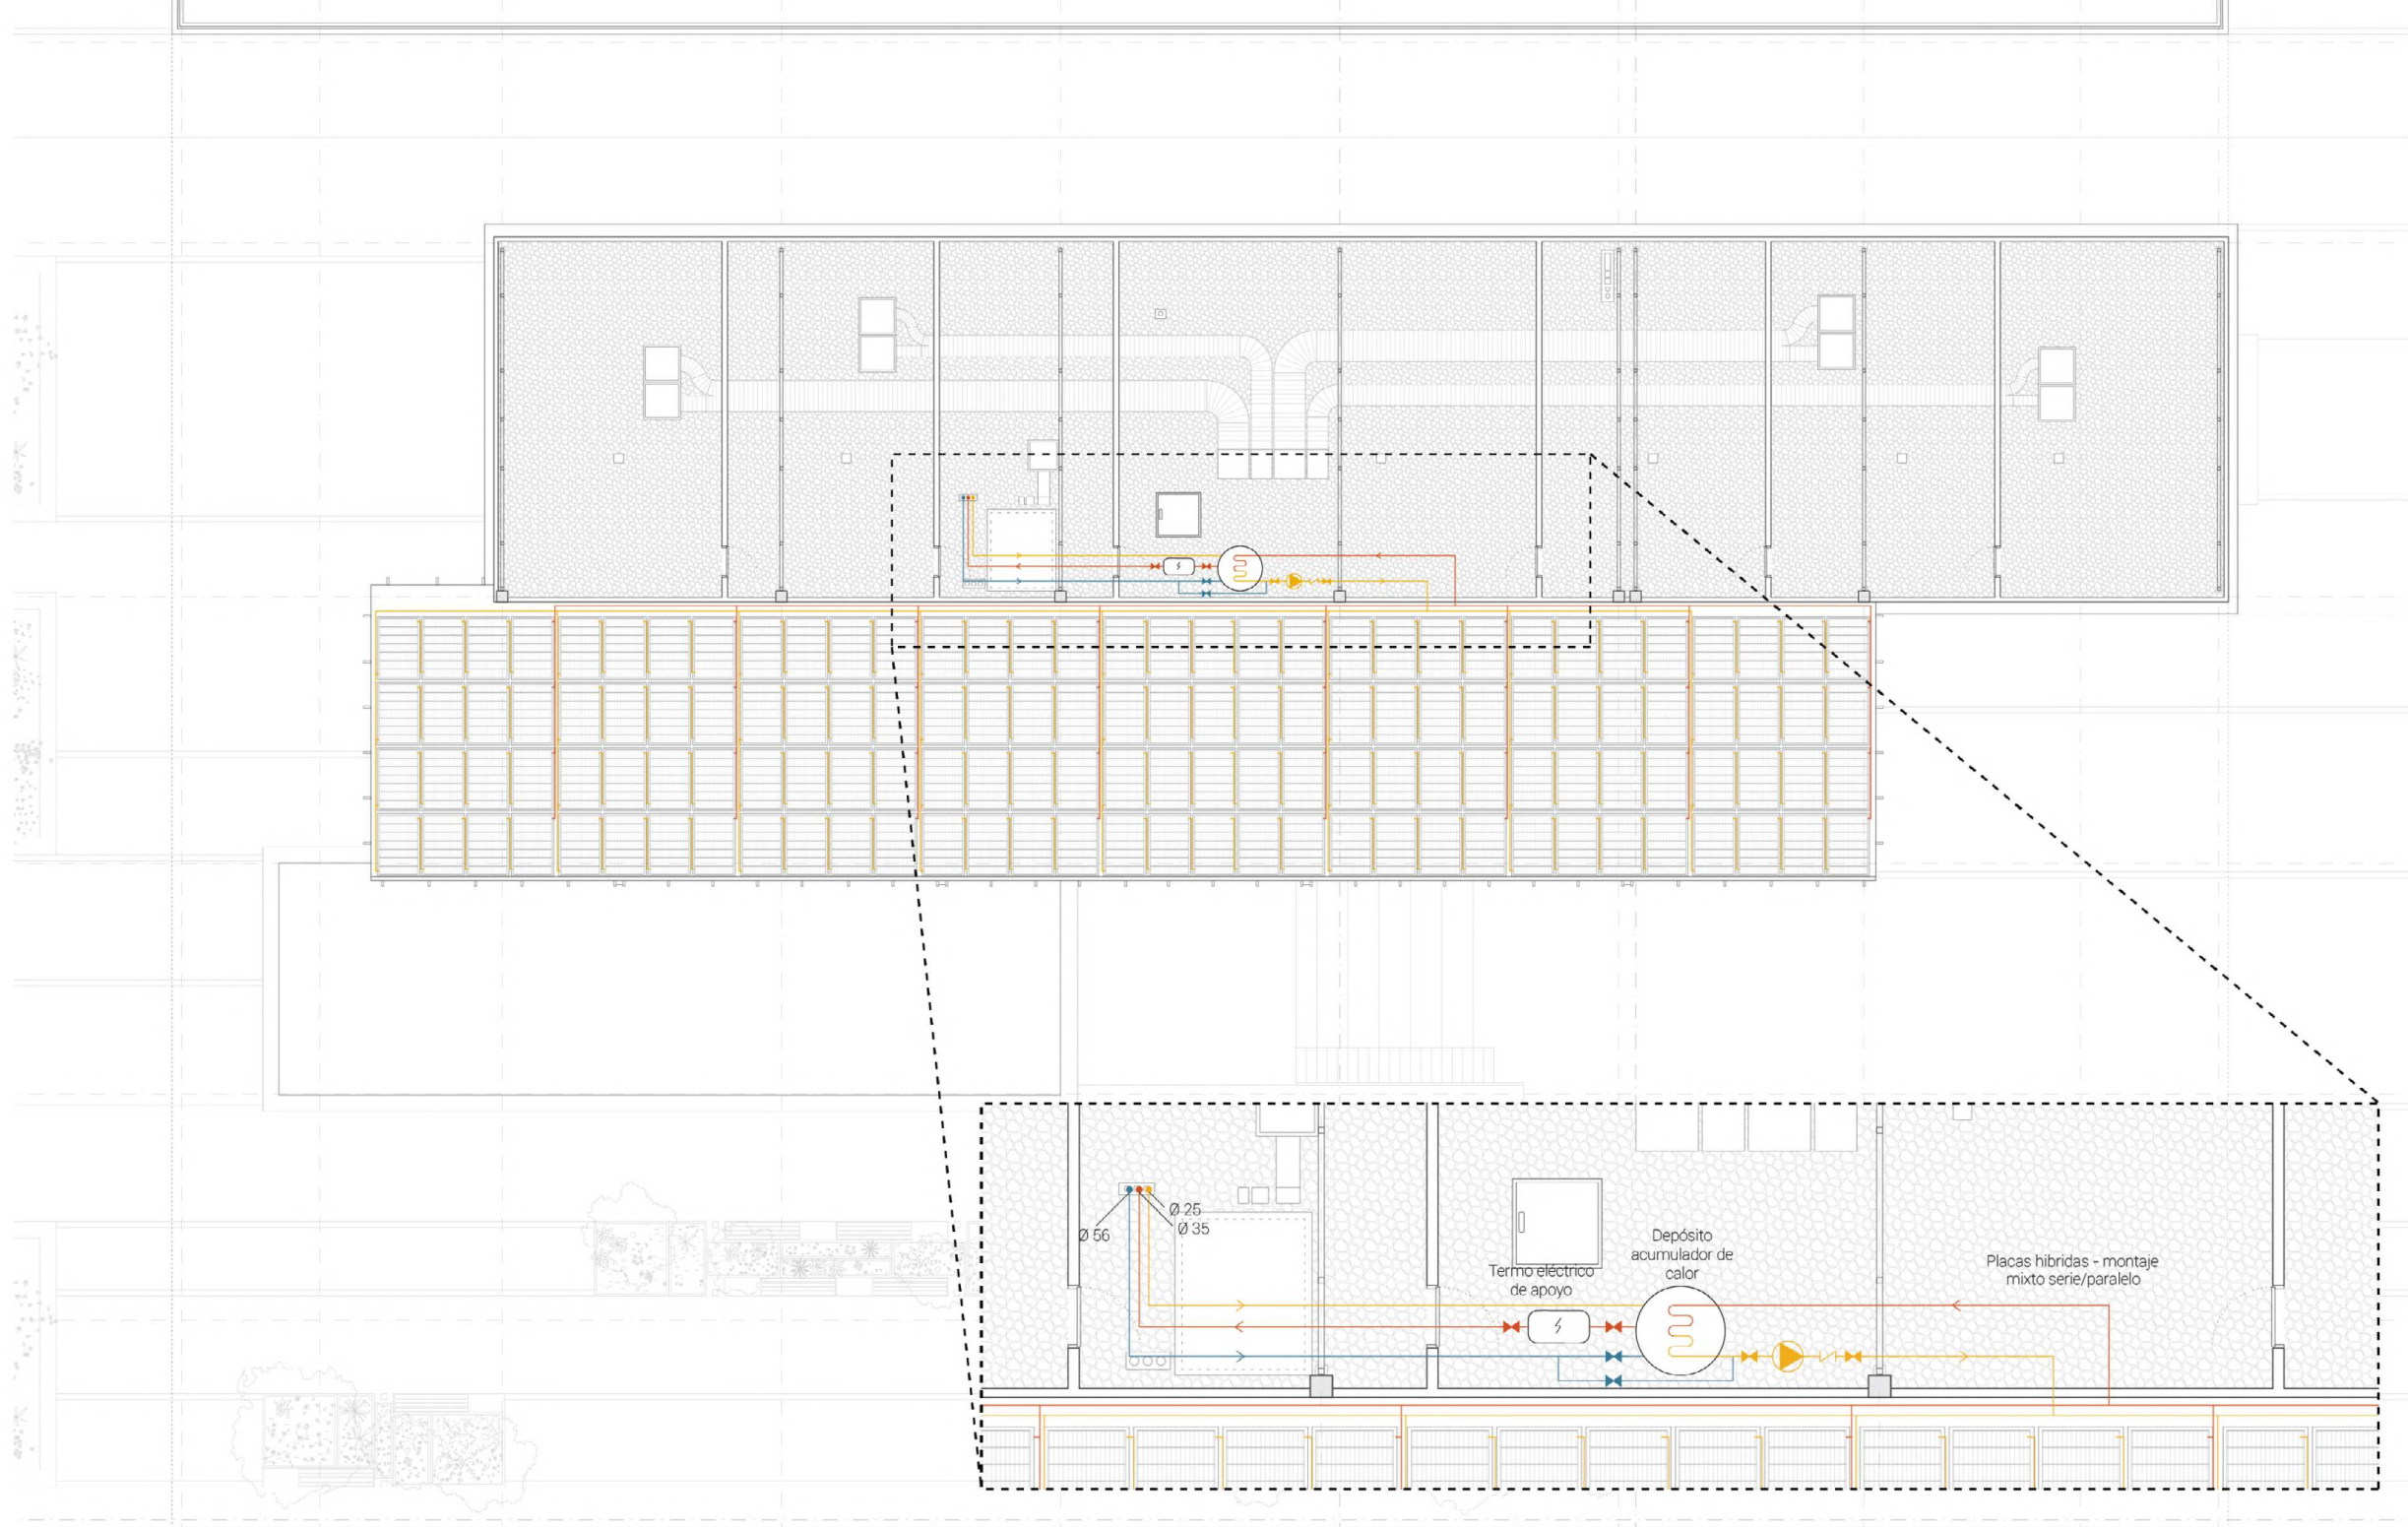 Ø 25
Ø 35
Ø 56
Termo eléctrico
de apoyo
Depósito
acumulador de
calor
Placas hibridas - montaje
mixto serie/paralelo